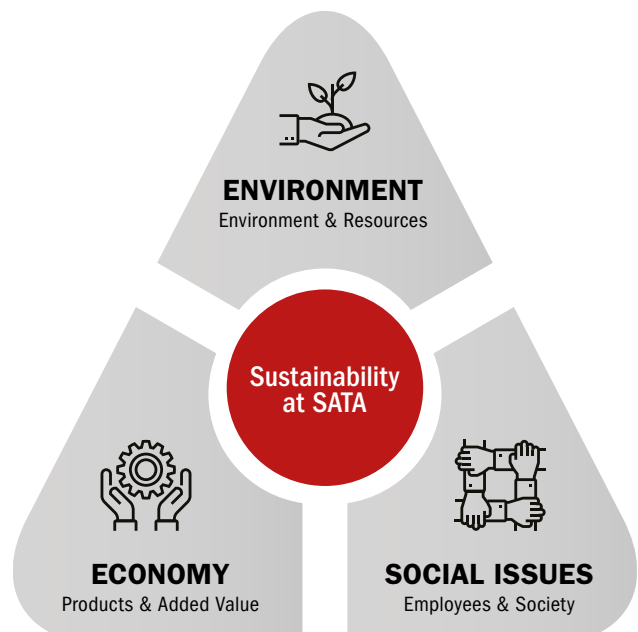 ENVIRONMENT
Environment & Resources
Sustainability
at SATA
ECONOMY
Products & Added Value
SOCIAL ISSUES
Employees & Society